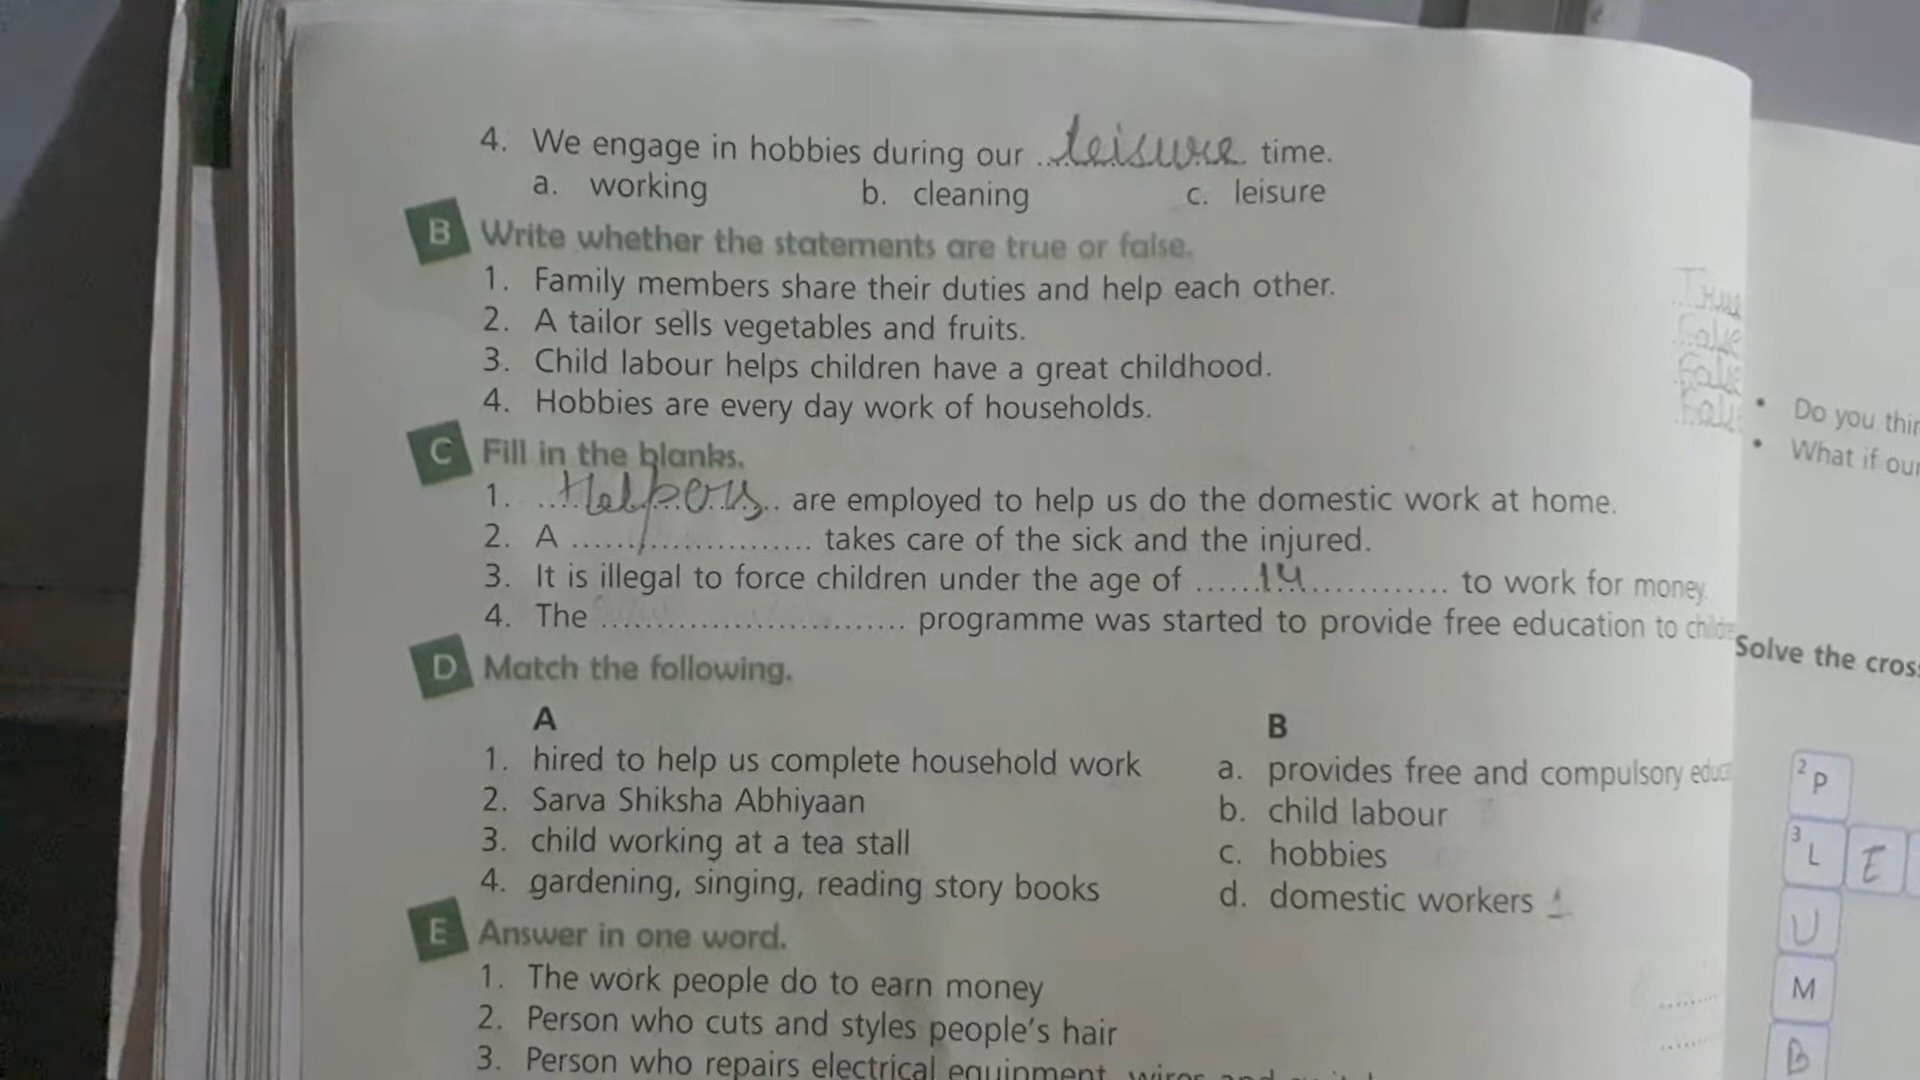 4. We engage in hobbies during our leisure time.
a. working b. cleaning c. leisure
B Write whether the statements are true or false.
1. Family members share their duties and help each other. True
2. A tailor sells vegetables and fruits. False
3. Child labour helps children have a great childhood. False
4. Hobbies are every day work of households. False
C Fill in the blanks.
1. Helpers are employed to help us do the domestic work at home.
2. A .................... takes care of the sick and the injured.
3. It is illegal to force children under the age of 14 to work for money.
4. The .................... programme was started to provide free education to
D Match the following.
A B
1. hired to help us complete household work a. provides free and compulsory
2. Sarva Shiksha Abhiyaan b. child labour
3. child working at a tea stall c. hobbies
4. gardening, singing, reading story books d. domestic workers 1
E Answer in one word.
1. The work people do to earn money
2. Person who cuts and styles people's hair
3. Person who repairs electrical equipment, wires and
• Do you
• What if
Solve the
2 P
3 L E
U
M
B